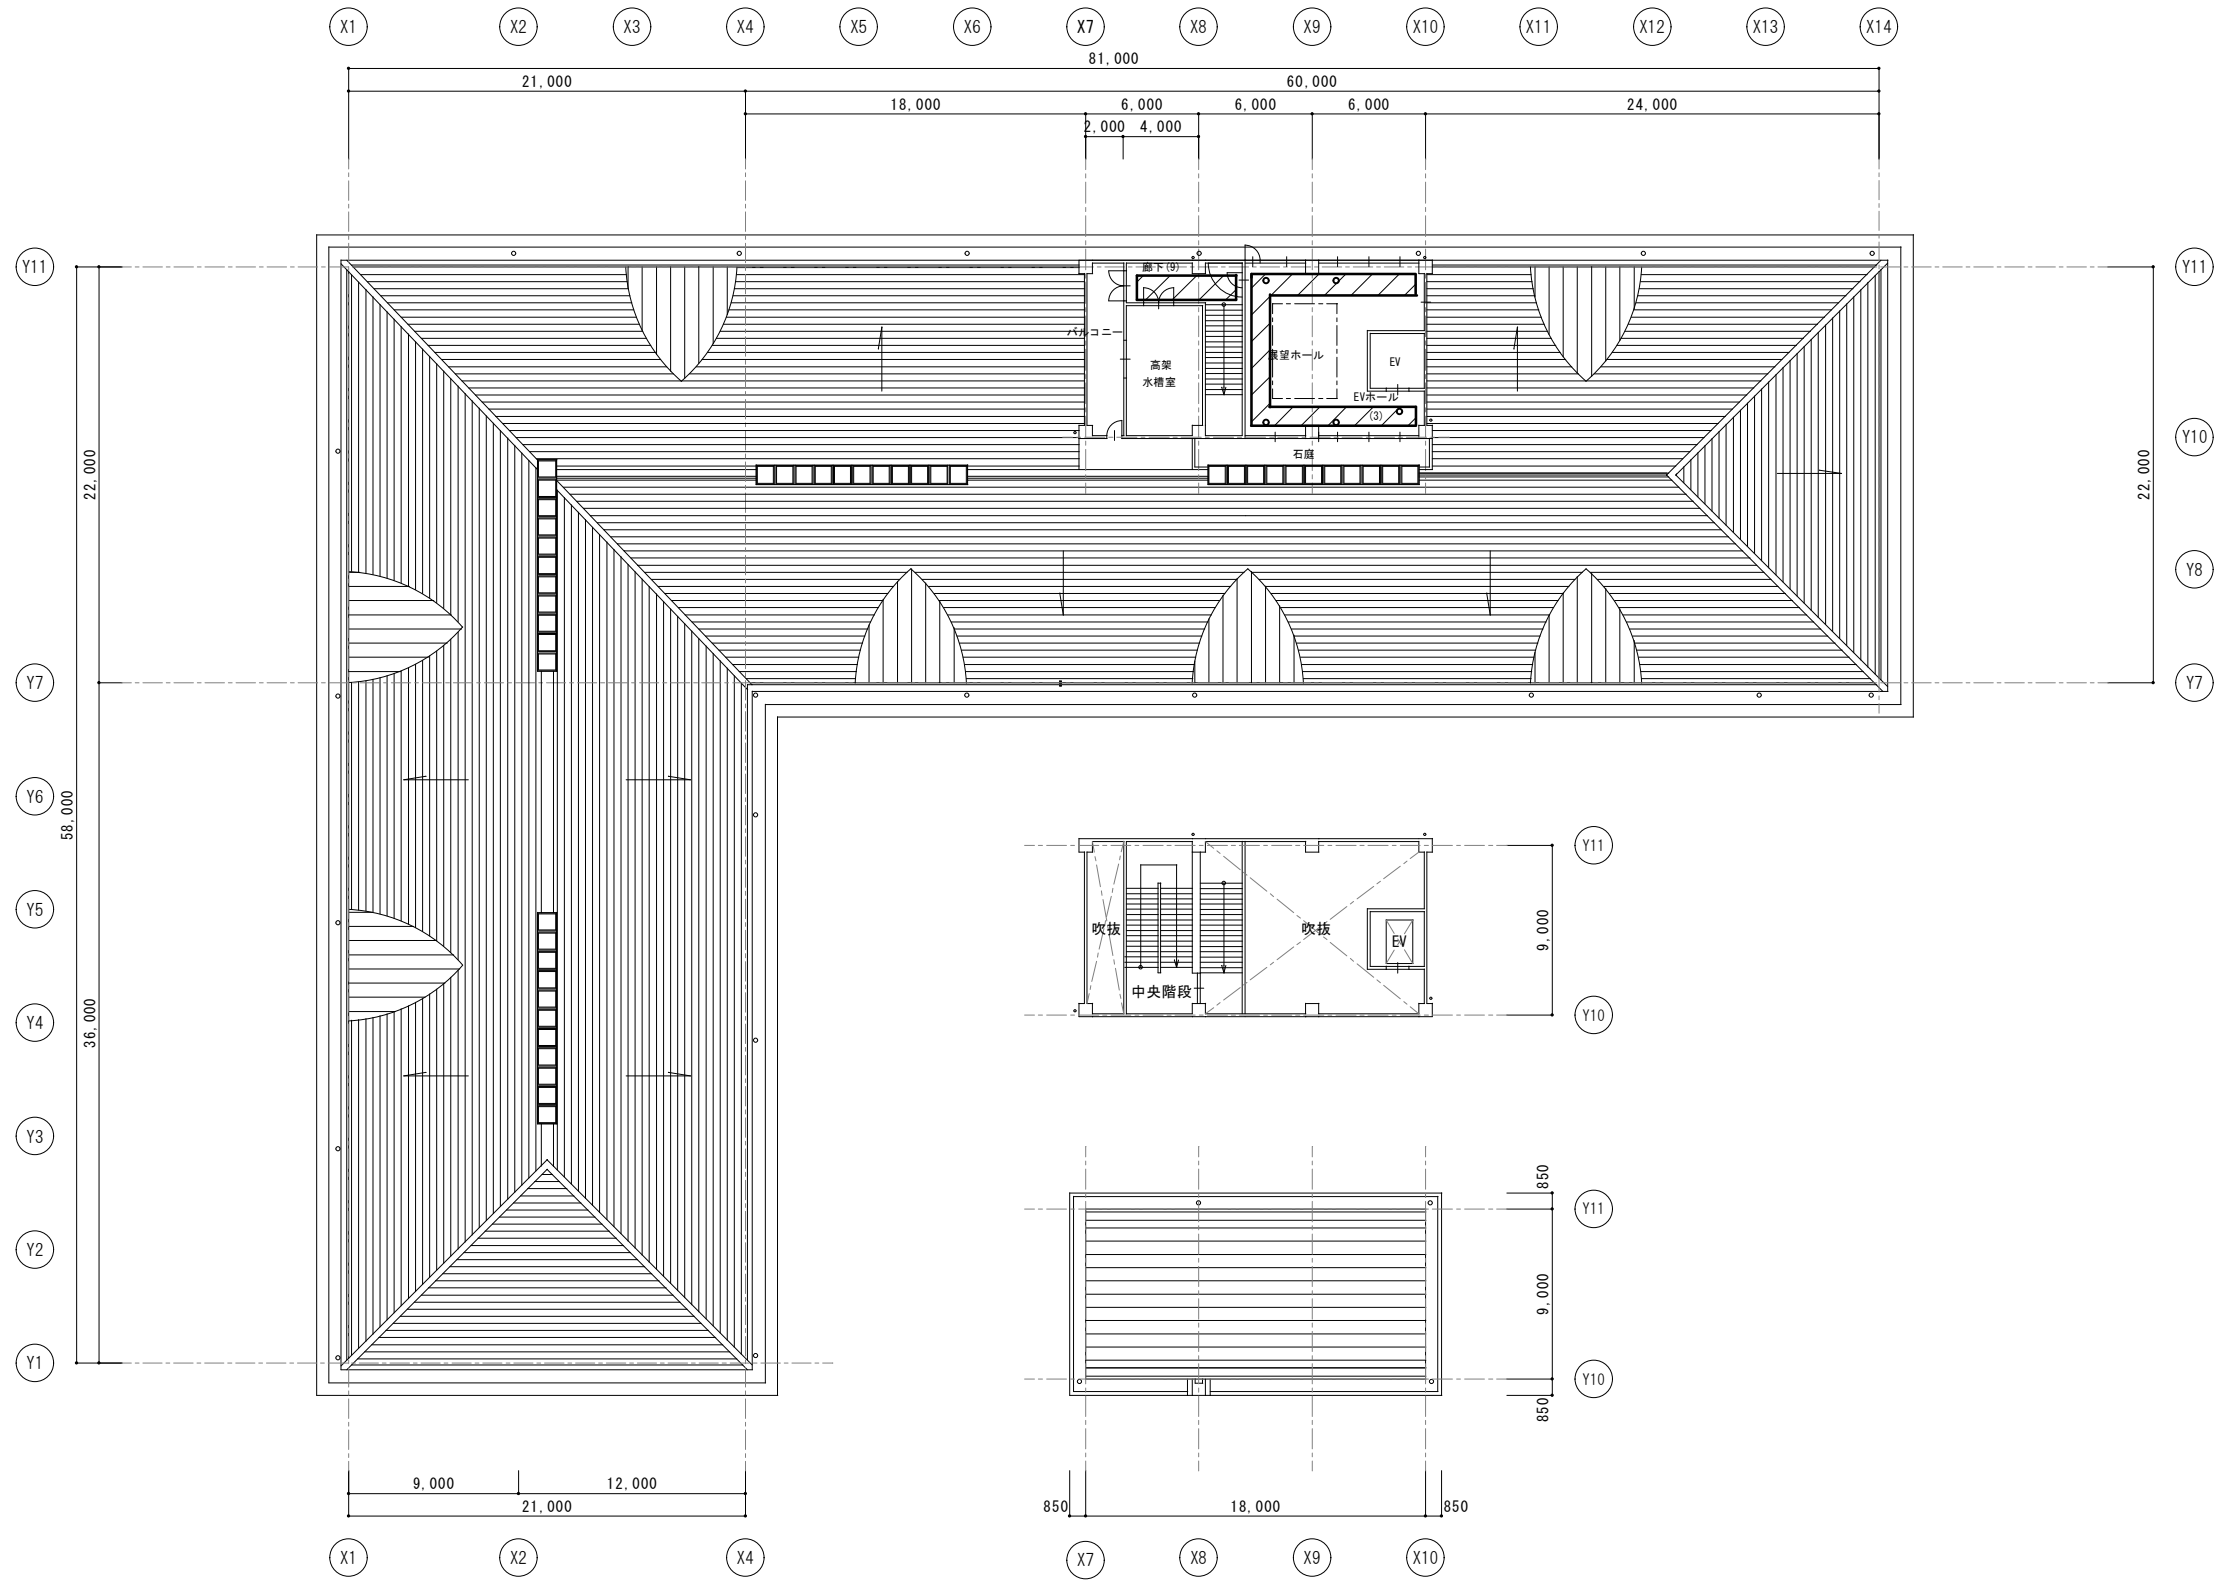 X1 X2 X3 X4 X5 X6 X7 X8 X9 X10 X11 X12 X13 X14
81,000
21,000 60,000
18,000 6,000 6,000 6,000 24,000
2,000 4,000
Y11 廊下(9) Y11
バルコニー
展望ホール
高架 EV
水槽室
EVホール
(3)
Y10
石庭
22,000 22,000
Y8
Y7 Y7
Y6
58,000
Y11
Y5
吹抜 吹抜 9,000
EV
中央階段
Y4 Y10
36,000
Y3
850
Y11
Y2
9,000
Y1
Y10
850
9,000 12,000
21,000 850 18,000 850
X1 X2 X4 X7 X8 X9 X10